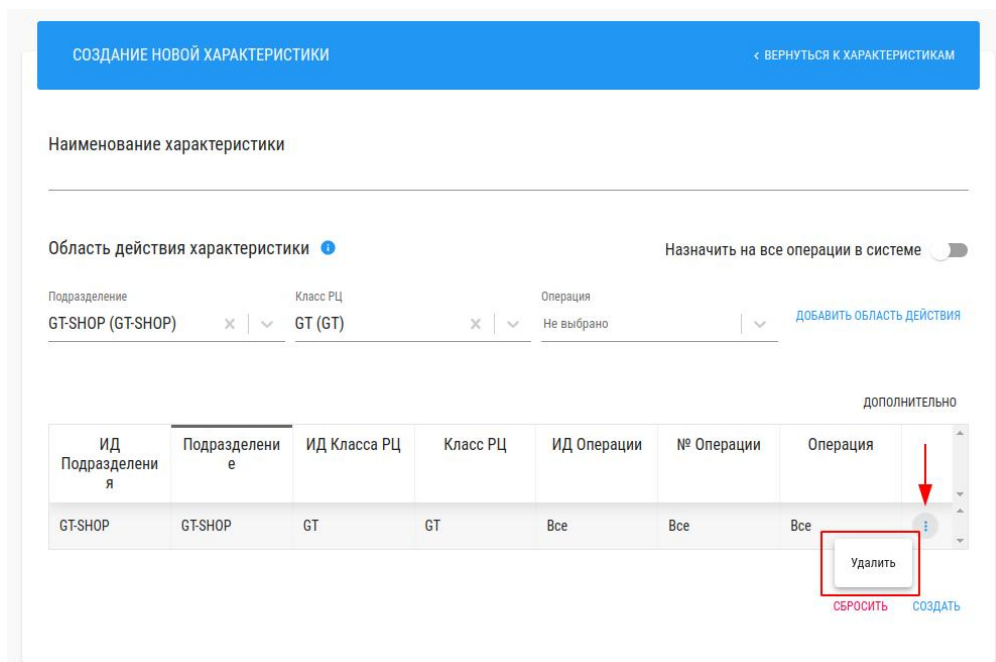 СОЗДАНИЕ НОВОЙ ХАРАКТЕРИСТИКИ
‹ ВЕРНУТЬСЯ К ХАРАКТЕРИСТИКАМ
Наименование характеристики
Область действия характеристики
Назначить на все операции в системе
Подразделение Класс РЦ Операция
GT-SHOP (GT-SHOP) GT (GT) Не выбрано
ДОБАВИТЬ ОБЛАСТЬ ДЕЙСТВИЯ
ДОПОЛНИТЕЛЬНО
ИД Подразделени ИД Класса РЦ Класс РЦ ИД Операции № Операции Операция
Подразделени е
я
GT-SHOP GT-SHOP GT GT Все Все Все
Удалить
СБРОСИТЬ СОЗДАТЬ